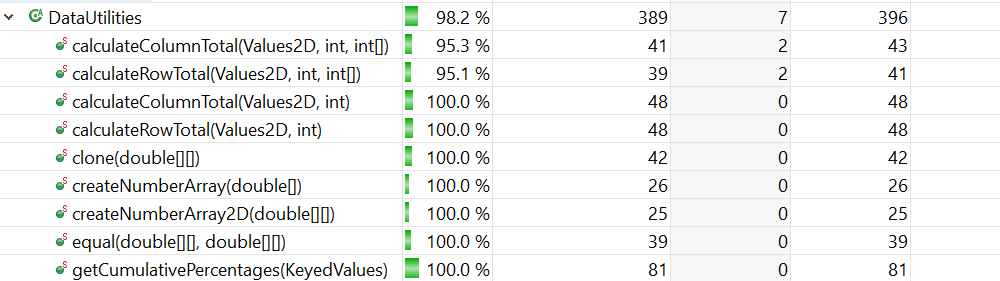 DataUtilities 98.2 % 389 7 396
calculateColumnTotal(Values2D, int, int[]) 95.3 % 41 2 43
calculateRowTotal(Values2D, int, int[]) 95.1 % 39 2 41
calculateColumnTotal(Values2D, int) 100.0 % 48 0 48
calculateRowTotal(Values2D, int) 100.0 % 48 0 48
clone(double[][]) 100.0 % 42 0 42
createNumberArray(double[]) 100.0 % 26 0 26
createNumberArray2D(double[][]) 100.0 % 25 0 25
equal(double[][], double[][]) 100.0 % 39 0 39
getCumulativePercentages(KeyedValues) 100.0 % 81 0 81